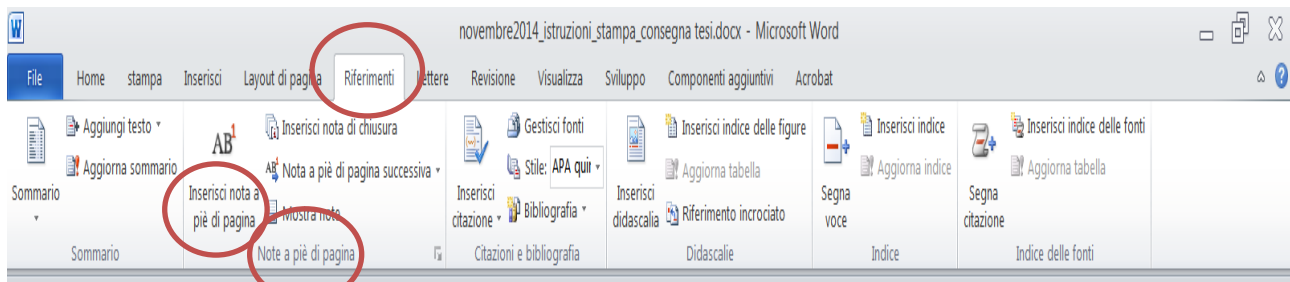 novembre2014_istruzioni_stampa_consegna tesi.docx - Microsoft Word
File Home stampa Inserisci Layout di pagina Riferimenti Lettere Revisione Visualizza Sviluppo Componenti aggiuntivi Acrobat
Sommario
Aggiungi testo
Aggiorna sommario
Sommario
AB1
Inserisci nota a
piè di pagina
Inserisci nota di chiusura
Nota a piè di pagina successiva
Mostra note
Note a piè di pagina
Inserisci
citazione
Gestisci fonti
Stile: APA quir
Bibliografia
Citazioni e bibliografia
Inserisci
didascalia
Inserisci indice delle figure
Aggiorna tabella
Riferimento incrociato
Didascalie
Segna
voce
Inserisci indice
Aggiorna indice
Indice
Segna
citazione
Inserisci indice delle fonti
Aggiorna tabella
Indice delle fonti